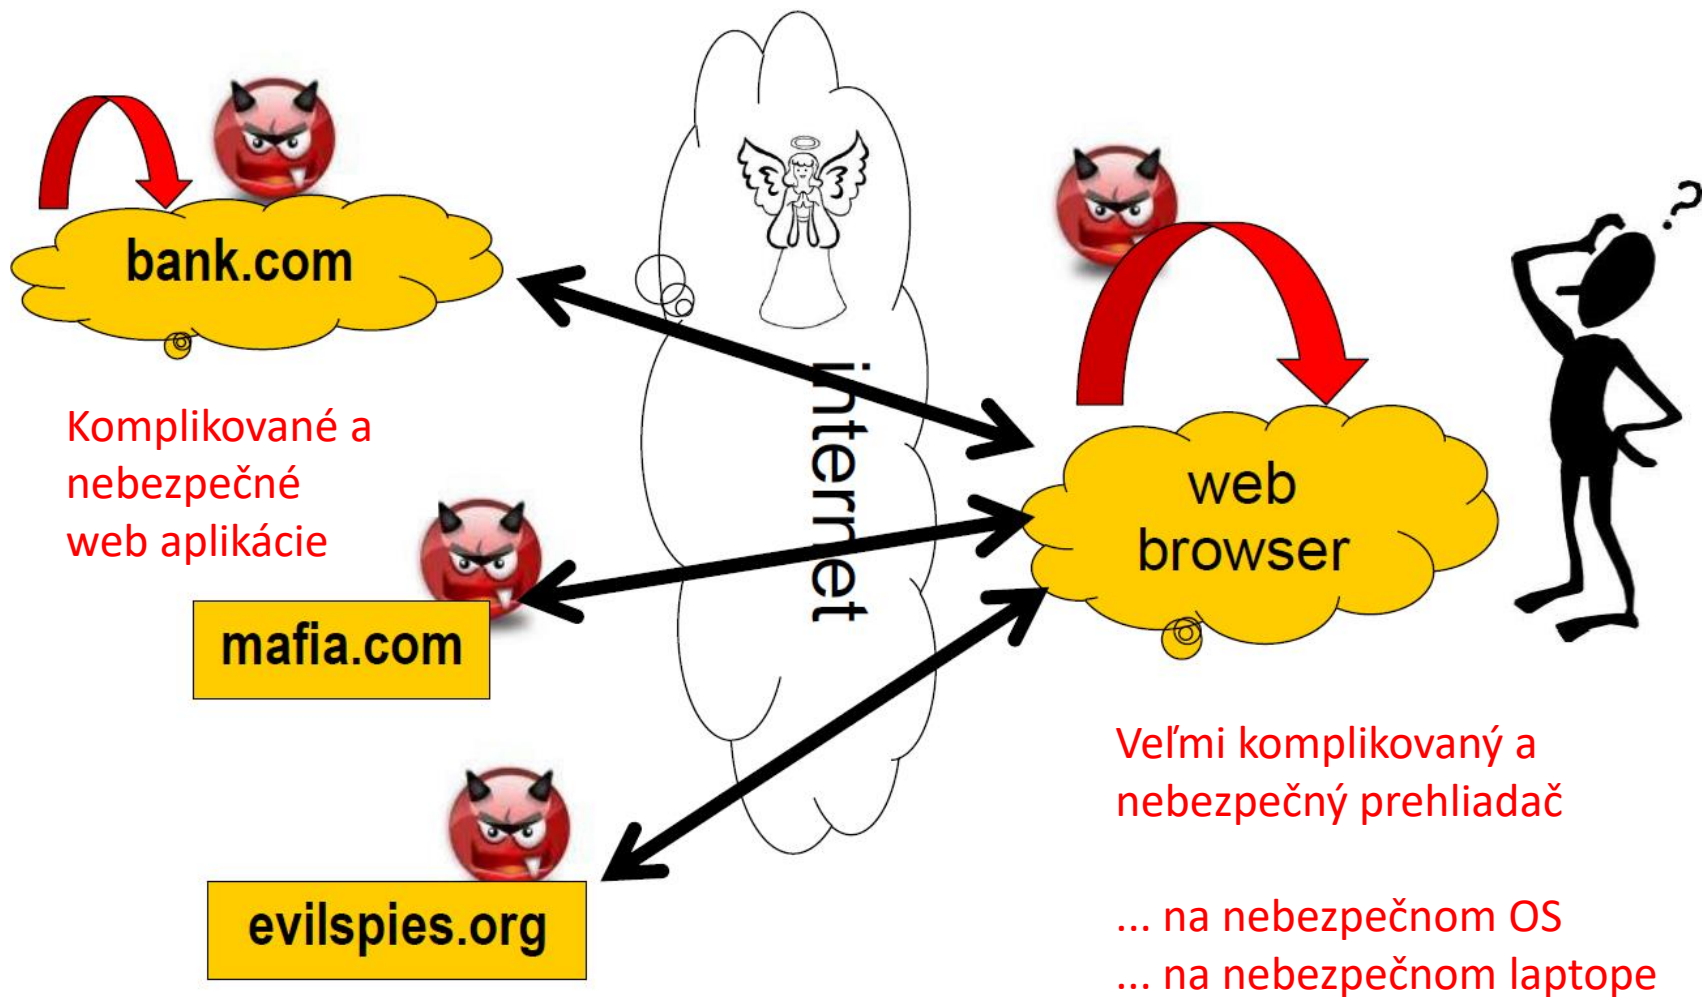 bank.com
Komplikované a
nebezpečné
web aplikácie
mafia.com
evilspies.org
internet
?
web
browser
Veľmi komplikovaný a
nebezpečný prehliadač
... na nebezpečnom OS
... na nebezpečnom laptope